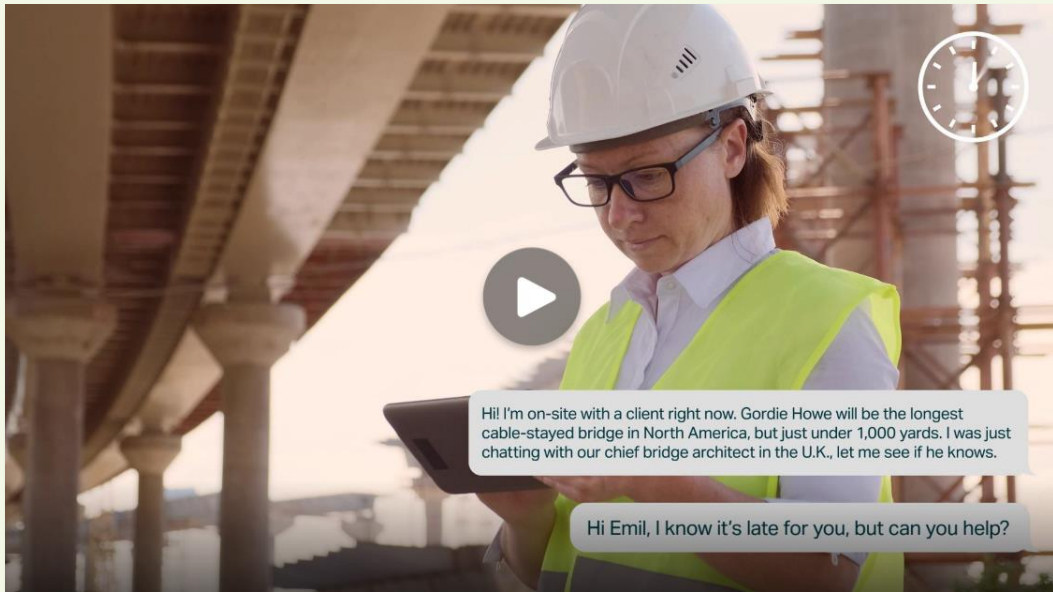 Hi! I'm on-site with a client right now. Gordie Howe will be the longest
cable-stayed bridge in North America, but just under 1,000 yards. I was just
chatting with our chief bridge architect in the U.K., let me see if he knows.
Hi Emil, I know it's late for you, but can you help?